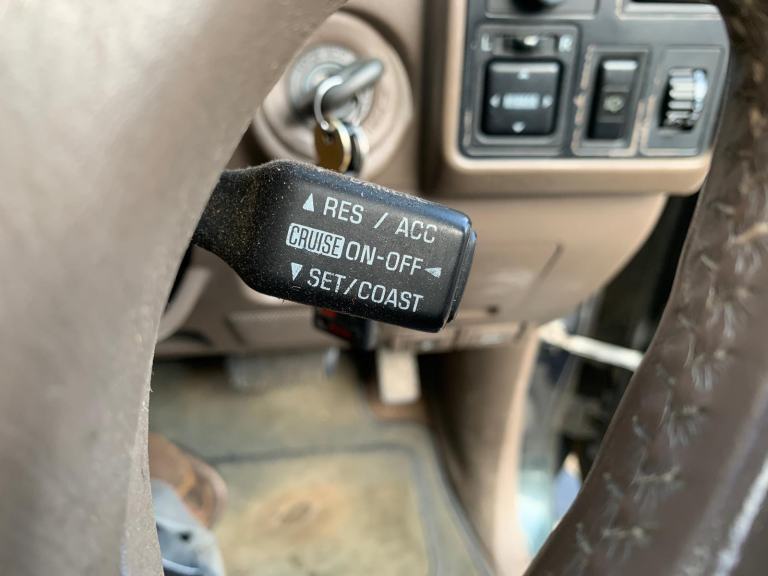 L R
▲ RES / ACC
CRUISE ON-OFF ◄
▼ SET/COAST